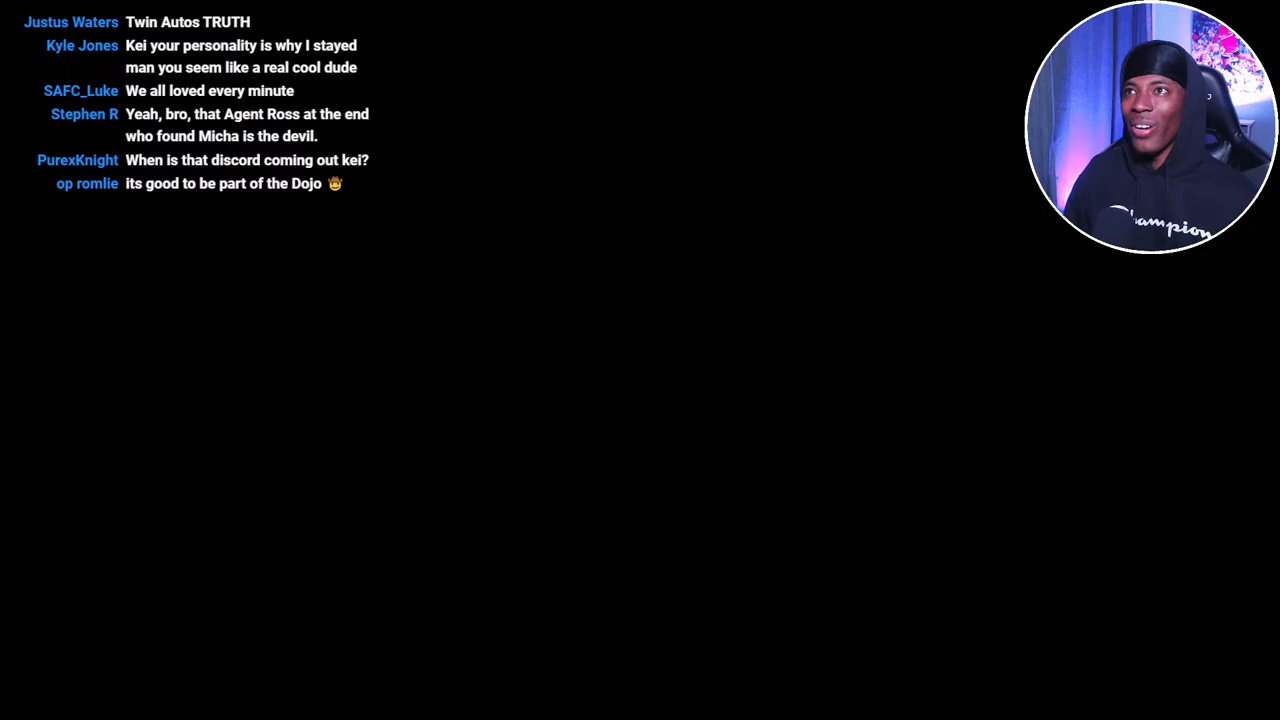 Justus Waters Twin Autos TRUTH
Kyle Jones Kei your personality is why I stayed
man you seem like a real cool dude
SAFC_Luke We all loved every minute
Stephen R Yeah, bro, that Agent Ross at the end
who found Micha is the devil.
PurexKnight When is that discord coming out kei?
op romlie its good to be part of the Dojo 🤠
Champion